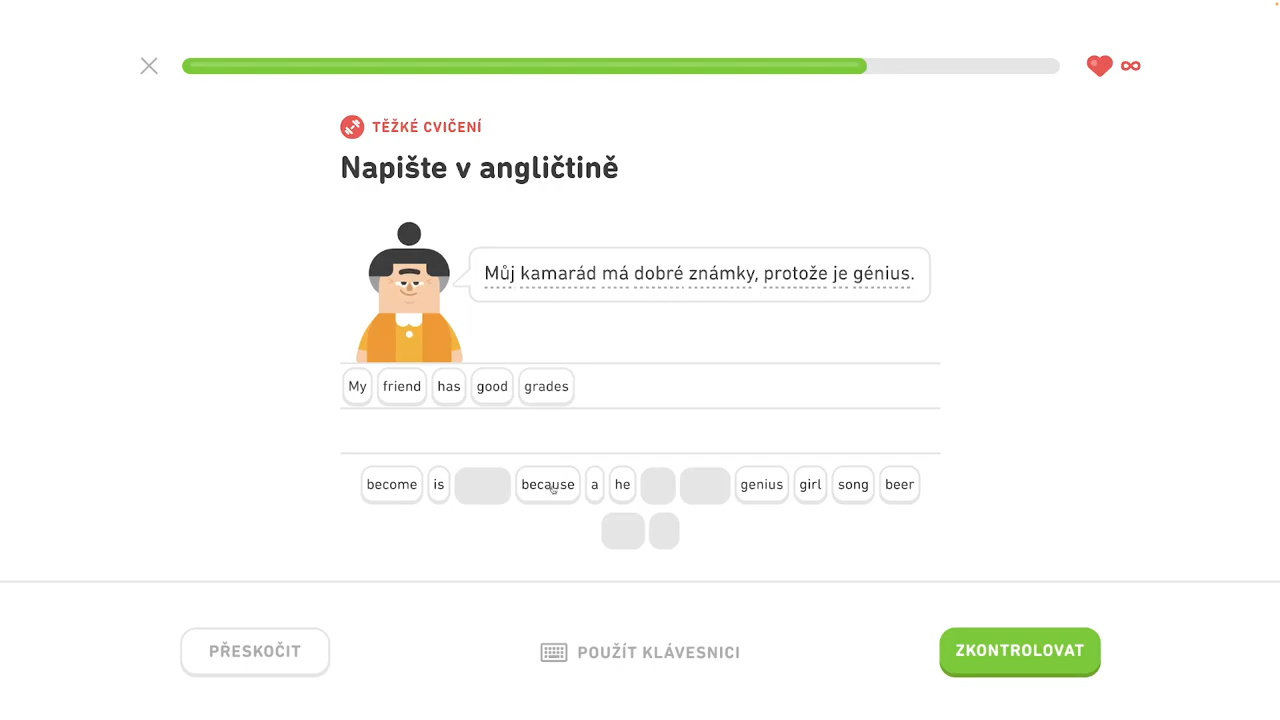 TĚŽKÉ CVIČENÍ
Napište v angličtině
Můj kamarád má dobré známky, protože je génius.
My friend has good grades
become is because a he genius girl song beer
PŘESKOČIT POUŽÍT KLÁVESNICI ZKONTROLOVAT